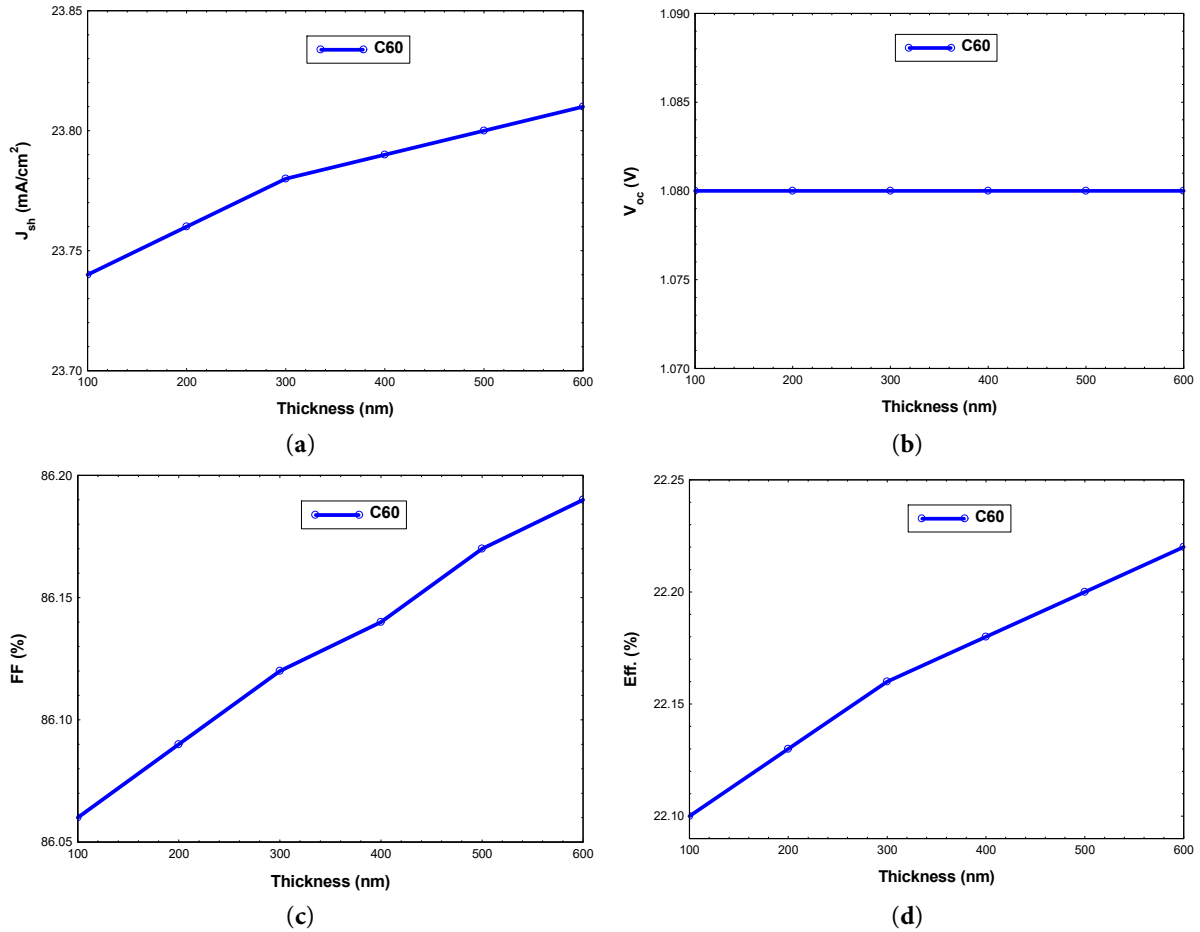 23.85
23.80
23.75
23.70
J_sh (mA/cm²)
C60
100 200 300 400 500 600
Thickness (nm)
(a)
1.090
1.085
1.080
1.075
1.070
V_oc (V)
C60
100 200 300 400 500 600
Thickness (nm)
(b)
86.20
86.15
86.10
86.05
FF (%)
C60
100 200 300 400 500 600
Thickness (nm)
(c)
22.25
22.20
22.15
22.10
Eff. (%)
C60
100 200 300 400 500 600
Thickness (nm)
(d)